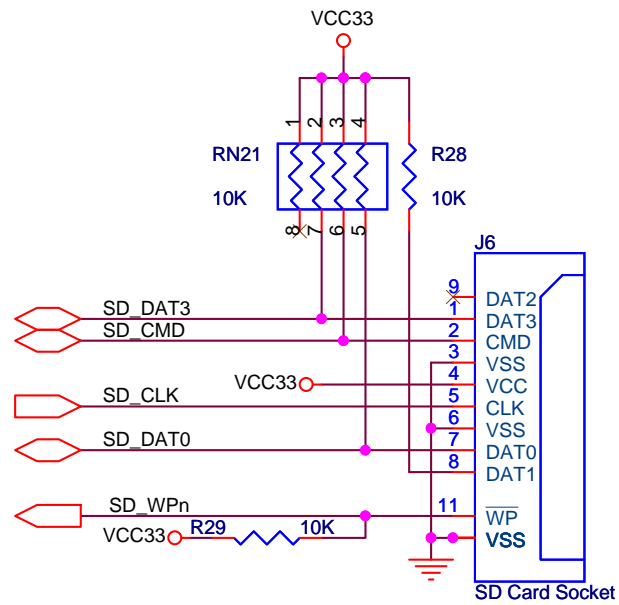 VCC33
1 2 3 4
RN21
R28
10K
10K
8 7 6 5
J6
9 DAT2
SD_DAT3
1 DAT3
SD_CMD
2 CMD
3 VSS
VCC33
4 VCC
SD_CLK
5 CLK
6 VSS
SD_DAT0
7 DAT0
8 DAT1
SD_WPn
11 WP
VCC33
R29
10K
VSS
SD Card Socket